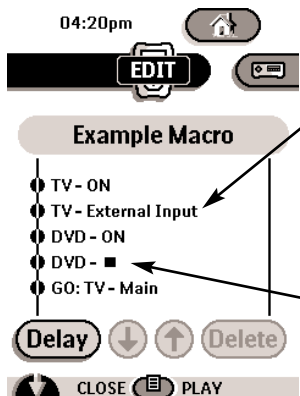 04:20pm
EDIT
Example Macro
TV - ON
TV - External Input
DVD - ON
DVD - ■
GO: TV - Main
Delay
Delete
CLOSE
PLAY